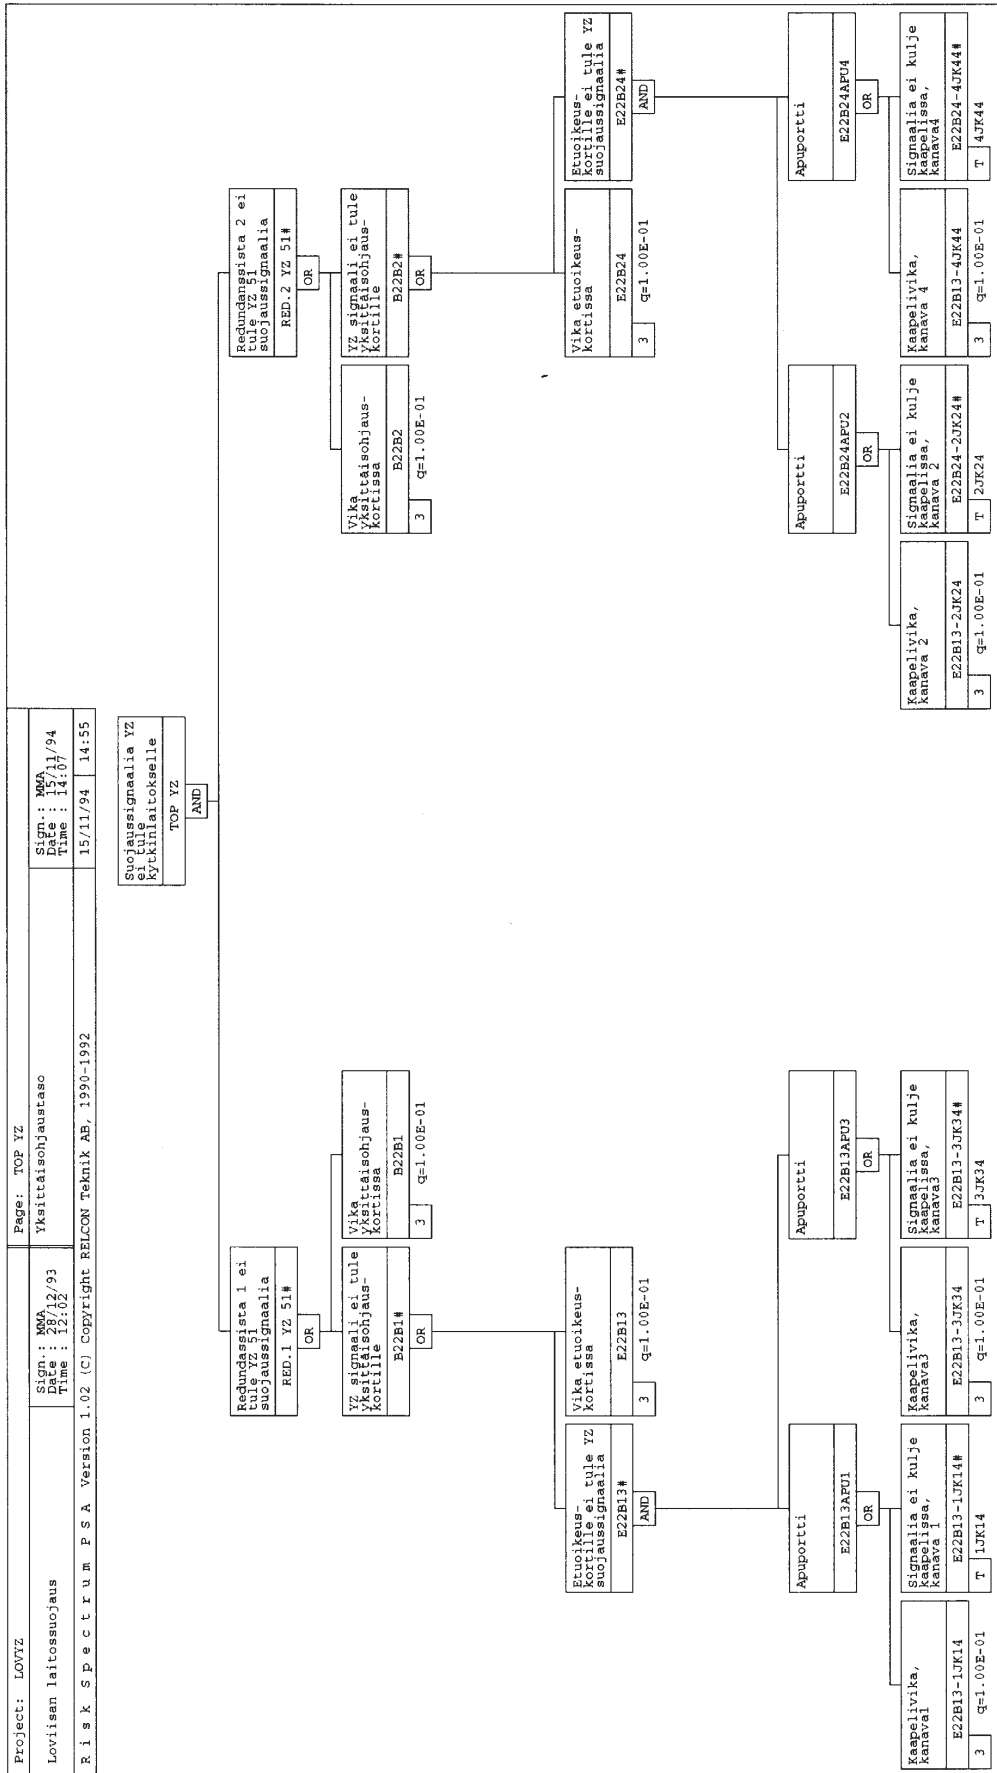 Project: LOVYZ
Sign.: MMA
Date : 28/12/93
Time : 12:02
Page: TOP YZ
Sign.: MMA
Date : 15/11/94
Time : 14:07
Loviisan laitossuojaus
Yksittäisohjaustaso
Risk Spectrum PSA Version 1.02 (C) Copyright RELCON Teknik AB, 1990-1992
15/11/94
14:55
Suojaussignaalia YZ
ei tule
kytkinlaitokselle
TOP YZ
AND
Redundassista 1 ei
tule YZ 51
suojaussignaalia
RED.1 YZ 51#
OR
Redundanssista 2 ei
tule YZ 51
suojaussignaalia
RED.2 YZ 51#
OR
YZ signaali ei tule
yksittäisohjaus-
kortille
B22B1#
OR
Vika
yksittäisohjaus-
kortissa
B22B1
3
q=1.00E-01
Vika
yksittäisohjaus-
kortissa
B22B2
3
q=1.00E-01
YZ signaali ei tule
yksittäisohjaus-
kortille
B22B2#
OR
Etuoikeus-
kortille ei tule YZ
suojaussignaalia
E22B13#
AND
Vika etuoikeus-
kortissa
E22B13
3
q=1.00E-01
Vika etuoikeus-
kortissa
E22B24
3
q=1.00E-01
Etuoikeus-
kortille ei tule YZ
suojaussignaalia
E22B24#
AND
Apuportti
E22B13APU1
OR
Apuportti
E22B13APU3
OR
Apuportti
E22B24APU2
OR
Apuportti
E22B24APU4
OR
Kaapelivika,
kanava1
E22B13-1JK14
3
q=1.00E-01
Signaalia ei kulje
kaapelissa,
kanava 1
E22B13-1JK14#
T
1JK14
Kaapelivika,
kanava3
E22B13-3JK34
3
q=1.00E-01
Signaalia ei kulje
kaapelissa,
kanava3
E22B13-3JK34#
T
3JK34
Kaapelivika,
kanava 2
E22B13-2JK24
3
q=1.00E-01
Signaalia ei kulje
kaapelissa,
kanava 2
E22B24-2JK24#
T
2JK24
Kaapelivika,
kanava 4
E22B13-4JK44
3
q=1.00E-01
Signaalia ei kulje
kaapelissa,
kanava4
E22B24-4JK44#
T
4JK44